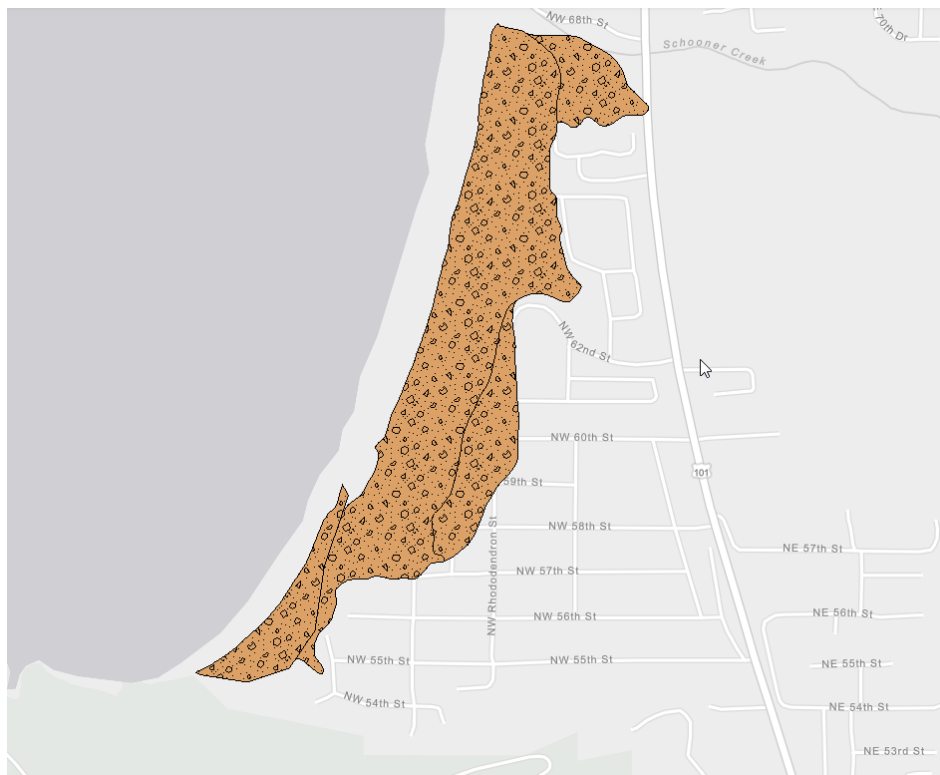 NW 68th St
NE 70th Dr
Schooner Creek
NW 62nd St
NW 60th St
101
59th St
NW 58th St
NW Rhododendron St
NE 57th St
NW 57th St
NW 56th St
NE 56th St
NW 55th St
NW 55th St
NE 55th St
NW 54th St
NE 54th St
NE 53rd St